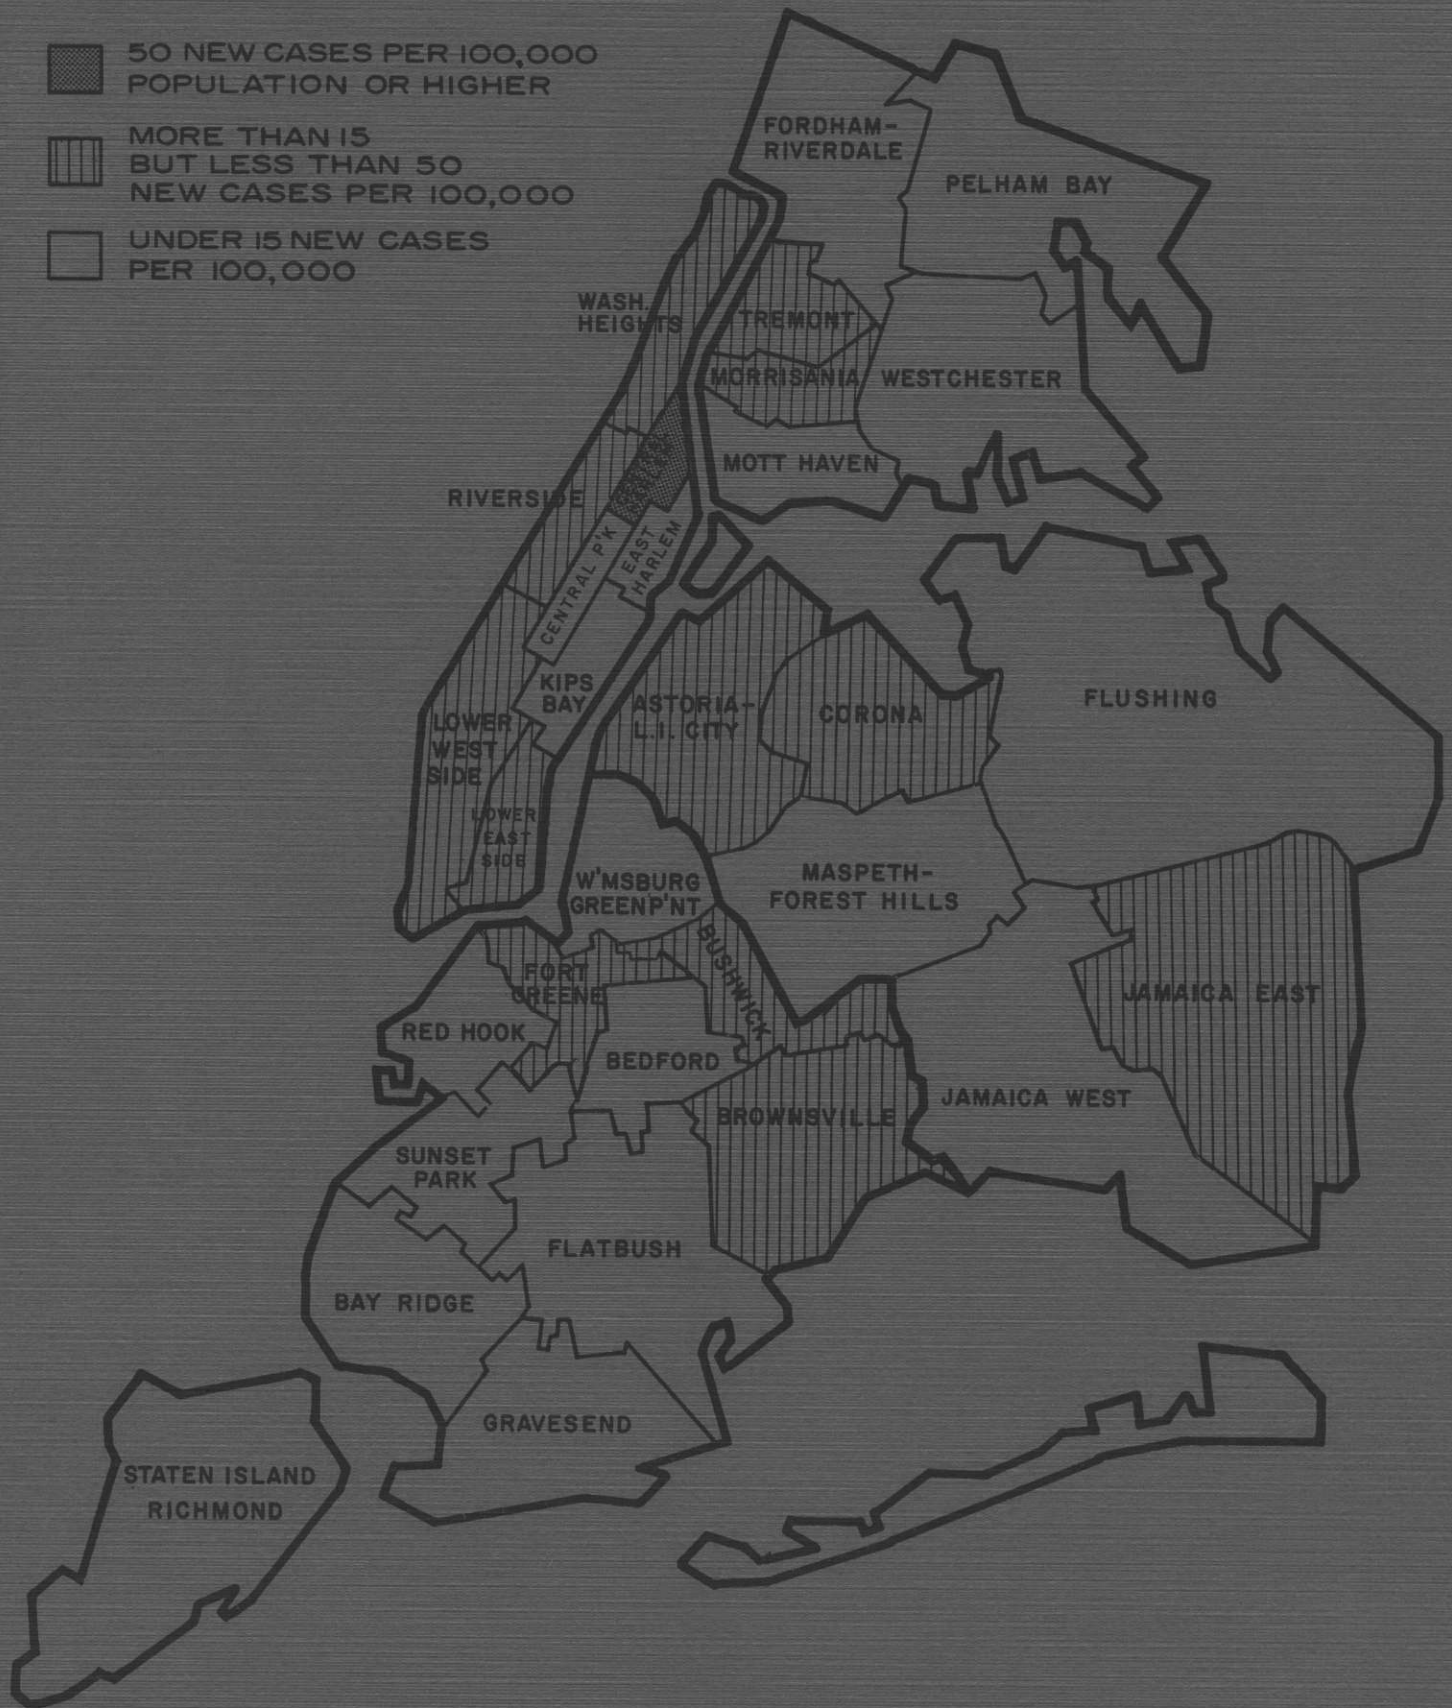 50 NEW CASES PER 100,000
POPULATION OR HIGHER
MORE THAN 15
BUT LESS THAN 50
NEW CASES PER 100,000
UNDER 15 NEW CASES
PER 100,000
FORDHAM-
RIVERDALE
PELHAM BAY
WASH.
HEIGHTS
TREMONT
MORRISANIA
WESTCHESTER
MOTT HAVEN
RIVERSIDE
CENTRAL P'K
EAST
HARLEM
KIPS
BAY
LOWER
WEST
SIDE
LOWER
EAST
SIDE
ASTORIA-
L.I. CITY
CORONA
FLUSHING
W'MSBURG
GREENP'NT
MASPETH-
FOREST HILLS
BUSHWICK
FORT
GREENE
RED HOOK
BEDFORD
JAMAICA EAST
JAMAICA WEST
BROWNSVILLE
SUNSET
PARK
FLATBUSH
BAY RIDGE
GRAVESEND
STATEN ISLAND
RICHMOND